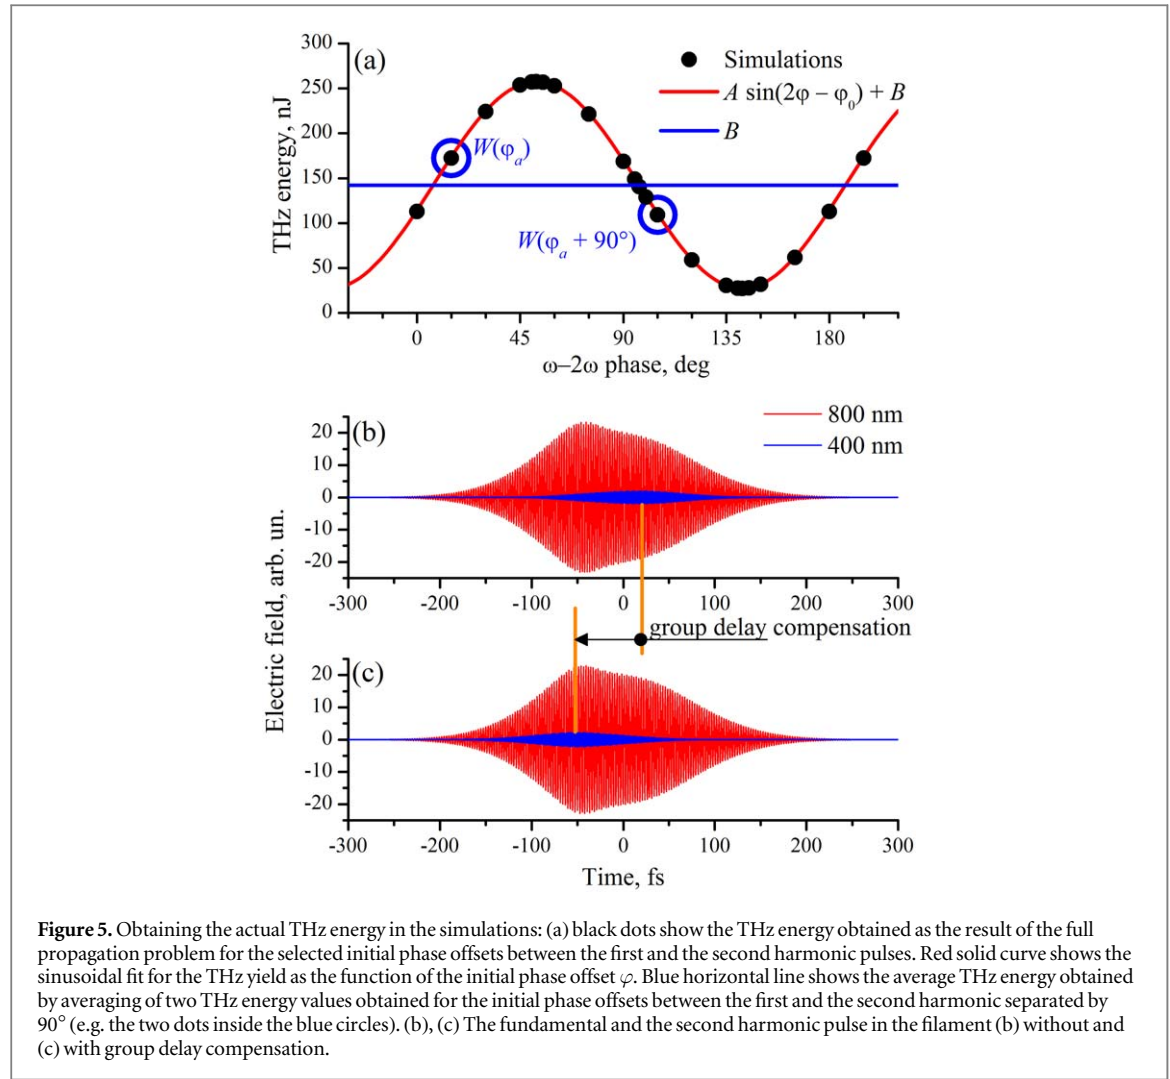 300
250
200
150
100
50
0
THz energy, nJ
(a)
Simulations
A sin(2φ – φ₀) + B
B
W(φₐ)
W(φₐ + 90°)
0 45 90 135 180
ω–2ω phase, deg
800 nm
400 nm
(b)
20
10
0
-10
-20
-300 -200 -100 0 100 200 300
Electric field, arb. un.
group delay compensation
(c)
20
10
0
-10
-20
-300 -200 -100 0 100 200 300
Time, fs
Figure 5. Obtaining the actual THz energy in the simulations: (a) black dots show the THz energy obtained as the result of the full
propagation problem for the selected initial phase offsets between the first and the second harmonic pulses. Red solid curve shows the
sinusoidal fit for the THz yield as the function of the initial phase offset φ. Blue horizontal line shows the average THz energy obtained
by averaging of two THz energy values obtained for the initial phase offsets between the first and the second harmonic separated by
90° (e.g. the two dots inside the blue circles). (b), (c) The fundamental and the second harmonic pulse in the filament (b) without and
(c) with group delay compensation.